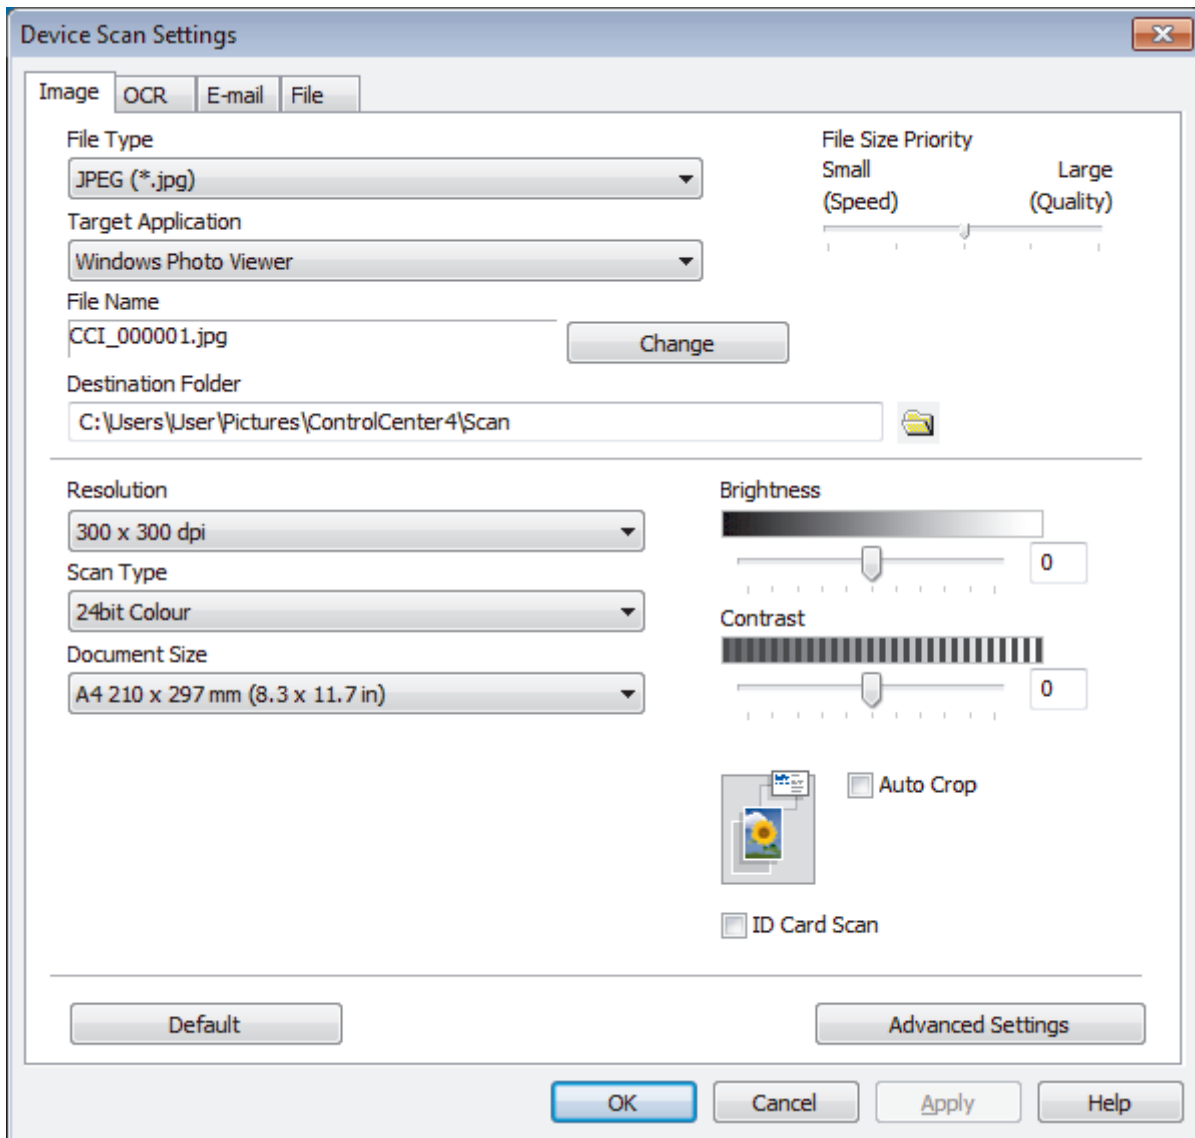 Device Scan Settings
Image OCR E-mail File
File Type
JPEG (*.jpg)
Target Application
Windows Photo Viewer
File Name
CCI_000001.jpg
Change
Destination Folder
C:\Users\User\Pictures\ControlCenter4\Scan
File Size Priority
Small Large
(Speed) (Quality)
Resolution
300 x 300 dpi
Scan Type
24bit Colour
Document Size
A4 210 x 297 mm (8.3 x 11.7 in)
Brightness
0
Contrast
0
Auto Crop
ID Card Scan
Default
Advanced Settings
OK Cancel Apply Help